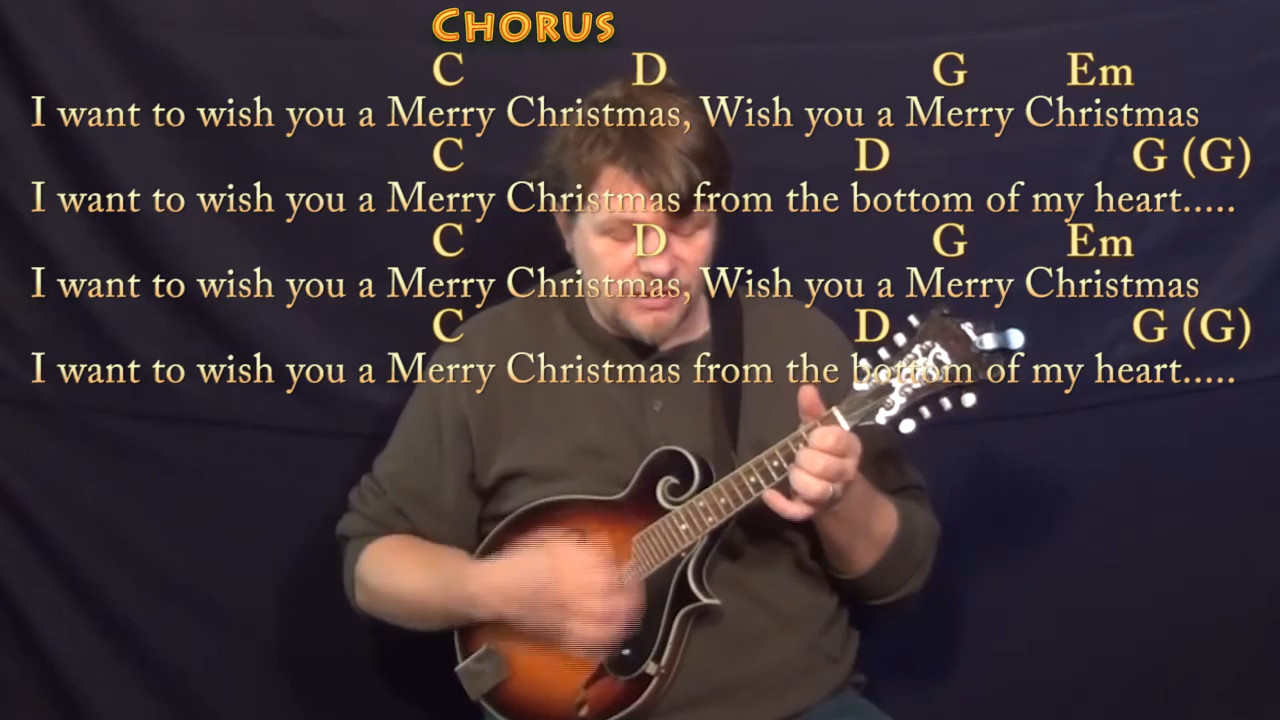 CHORUS
C D G Em
I want to wish you a Merry Christmas, Wish you a Merry Christmas
C D G (G)
I want to wish you a Merry Christmas from the bottom of my heart.....
C D G Em
I want to wish you a Merry Christmas, Wish you a Merry Christmas
C D G (G)
I want to wish you a Merry Christmas from the bottom of my heart.....